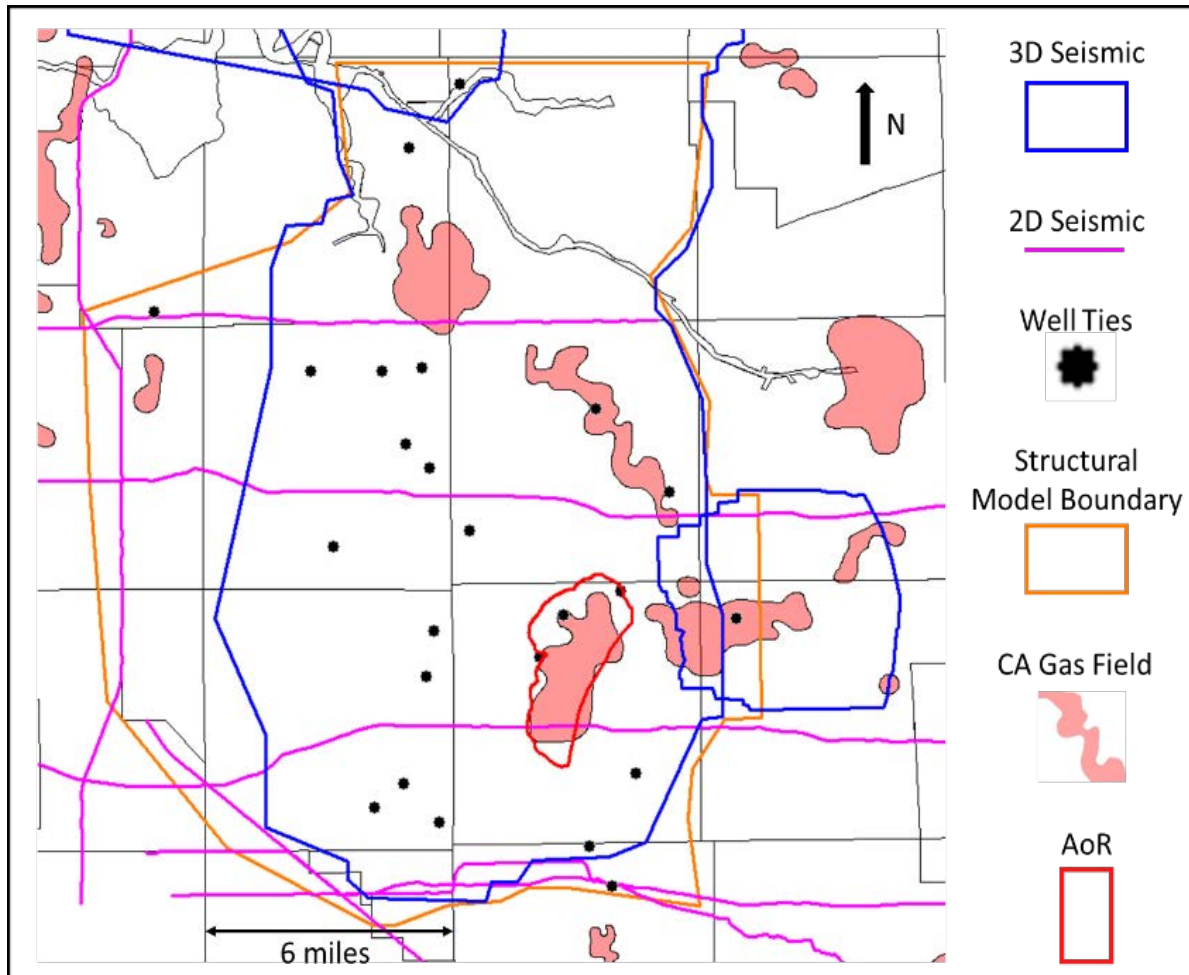 N
6 miles
3D Seismic
2D Seismic
Well Ties
Structural
Model Boundary
CA Gas Field
AoR